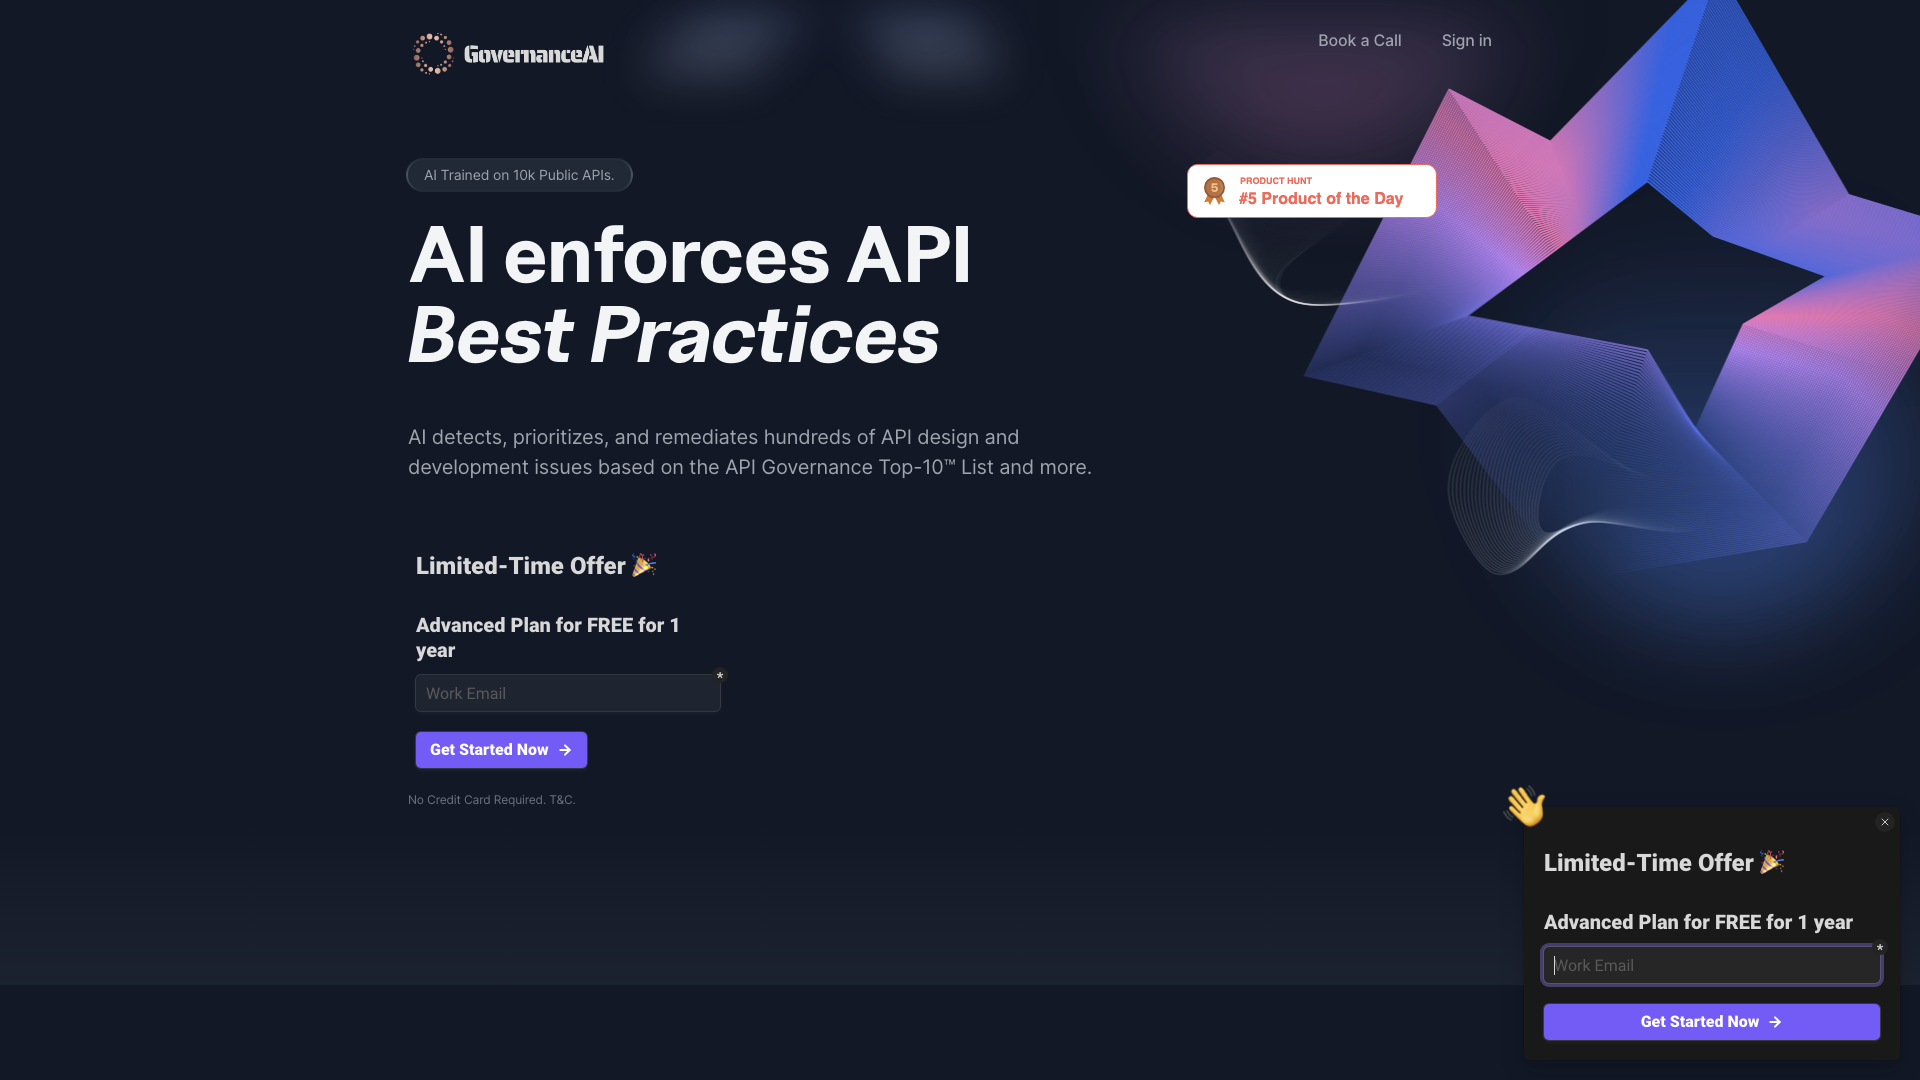 GovernanceAI
Book a Call
Sign in
AI Trained on 10k Public APIs.
5
PRODUCT HUNT
#5 Product of the Day
AI enforces API
Best Practices
AI detects, prioritizes, and remediates hundreds of API design and
development issues based on the API Governance Top-10™ List and more.
Limited-Time Offer 🎉
Advanced Plan for FREE for 1
year
*
Work Email
Get Started Now →
No Credit Card Required. T&C.
Limited-Time Offer 🎉
Advanced Plan for FREE for 1 year
*
Work Email
Get Started Now →